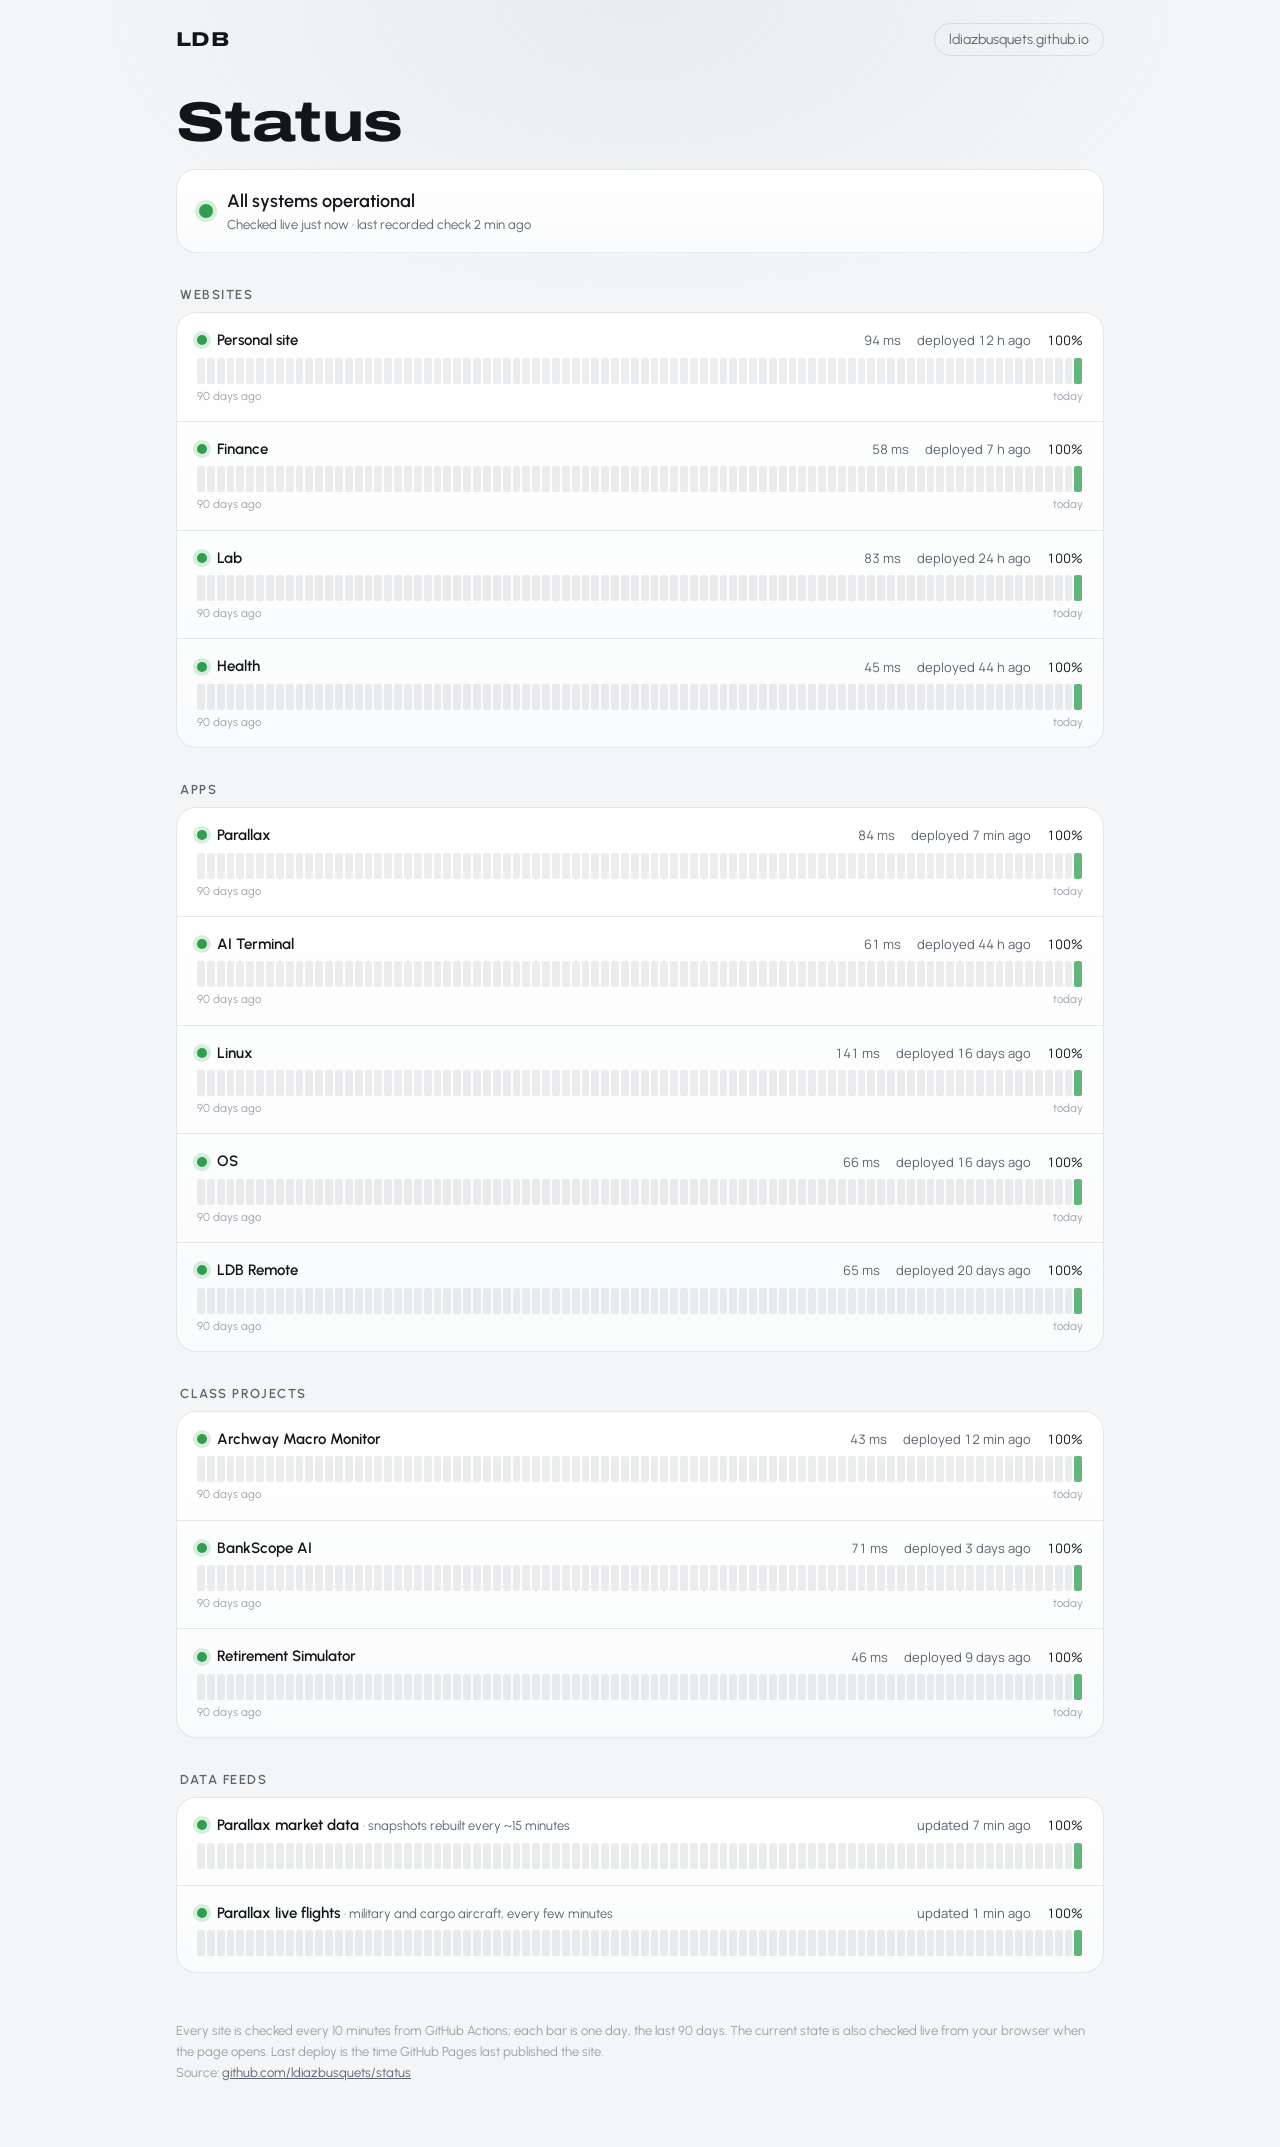 LDB
ldiazbusquets.github.io
Status
All systems operational
Checked live just now · last recorded check 2 min ago
WEBSITES
Personal site 94 ms deployed 12 h ago 100%
90 days ago today
Finance 58 ms deployed 7 h ago 100%
90 days ago today
Lab 83 ms deployed 24 h ago 100%
90 days ago today
Health 45 ms deployed 44 h ago 100%
90 days ago today
APPS
Parallax 84 ms deployed 7 min ago 100%
90 days ago today
AI Terminal 61 ms deployed 44 h ago 100%
90 days ago today
Linux 141 ms deployed 16 days ago 100%
90 days ago today
OS 66 ms deployed 16 days ago 100%
90 days ago today
LDB Remote 65 ms deployed 20 days ago 100%
90 days ago today
CLASS PROJECTS
Archway Macro Monitor 43 ms deployed 12 min ago 100%
90 days ago today
BankScope AI 71 ms deployed 3 days ago 100%
90 days ago today
Retirement Simulator 46 ms deployed 9 days ago 100%
90 days ago today
DATA FEEDS
Parallax market data · snapshots rebuilt every ~15 minutes updated 7 min ago 100%
Parallax live flights · military and cargo aircraft, every few minutes updated 1 min ago 100%
Every site is checked every 10 minutes from GitHub Actions; each bar is one day, the last 90 days. The current state is also checked live from your browser when
the page opens. Last deploy is the time GitHub Pages last published the site.
Source: github.com/ldiazbusquets/status